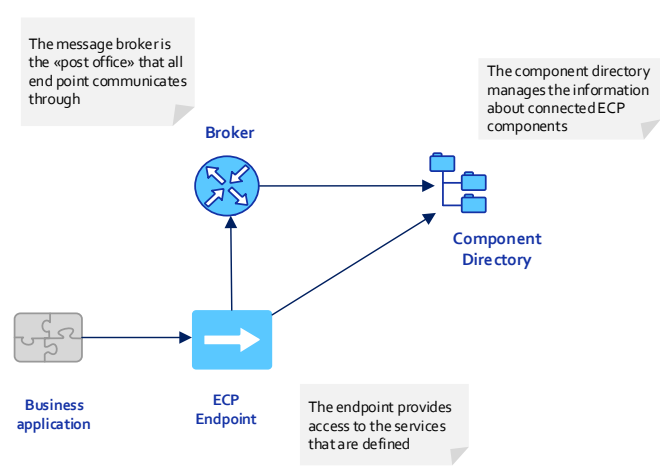 The message broker is
the «post office» that all
end point communicates
through
The component directory
manages the information
about connected ECP
components
Broker
Component
Directory
Business
application
ECP
Endpoint
The endpoint provides
access to the services
that are defined